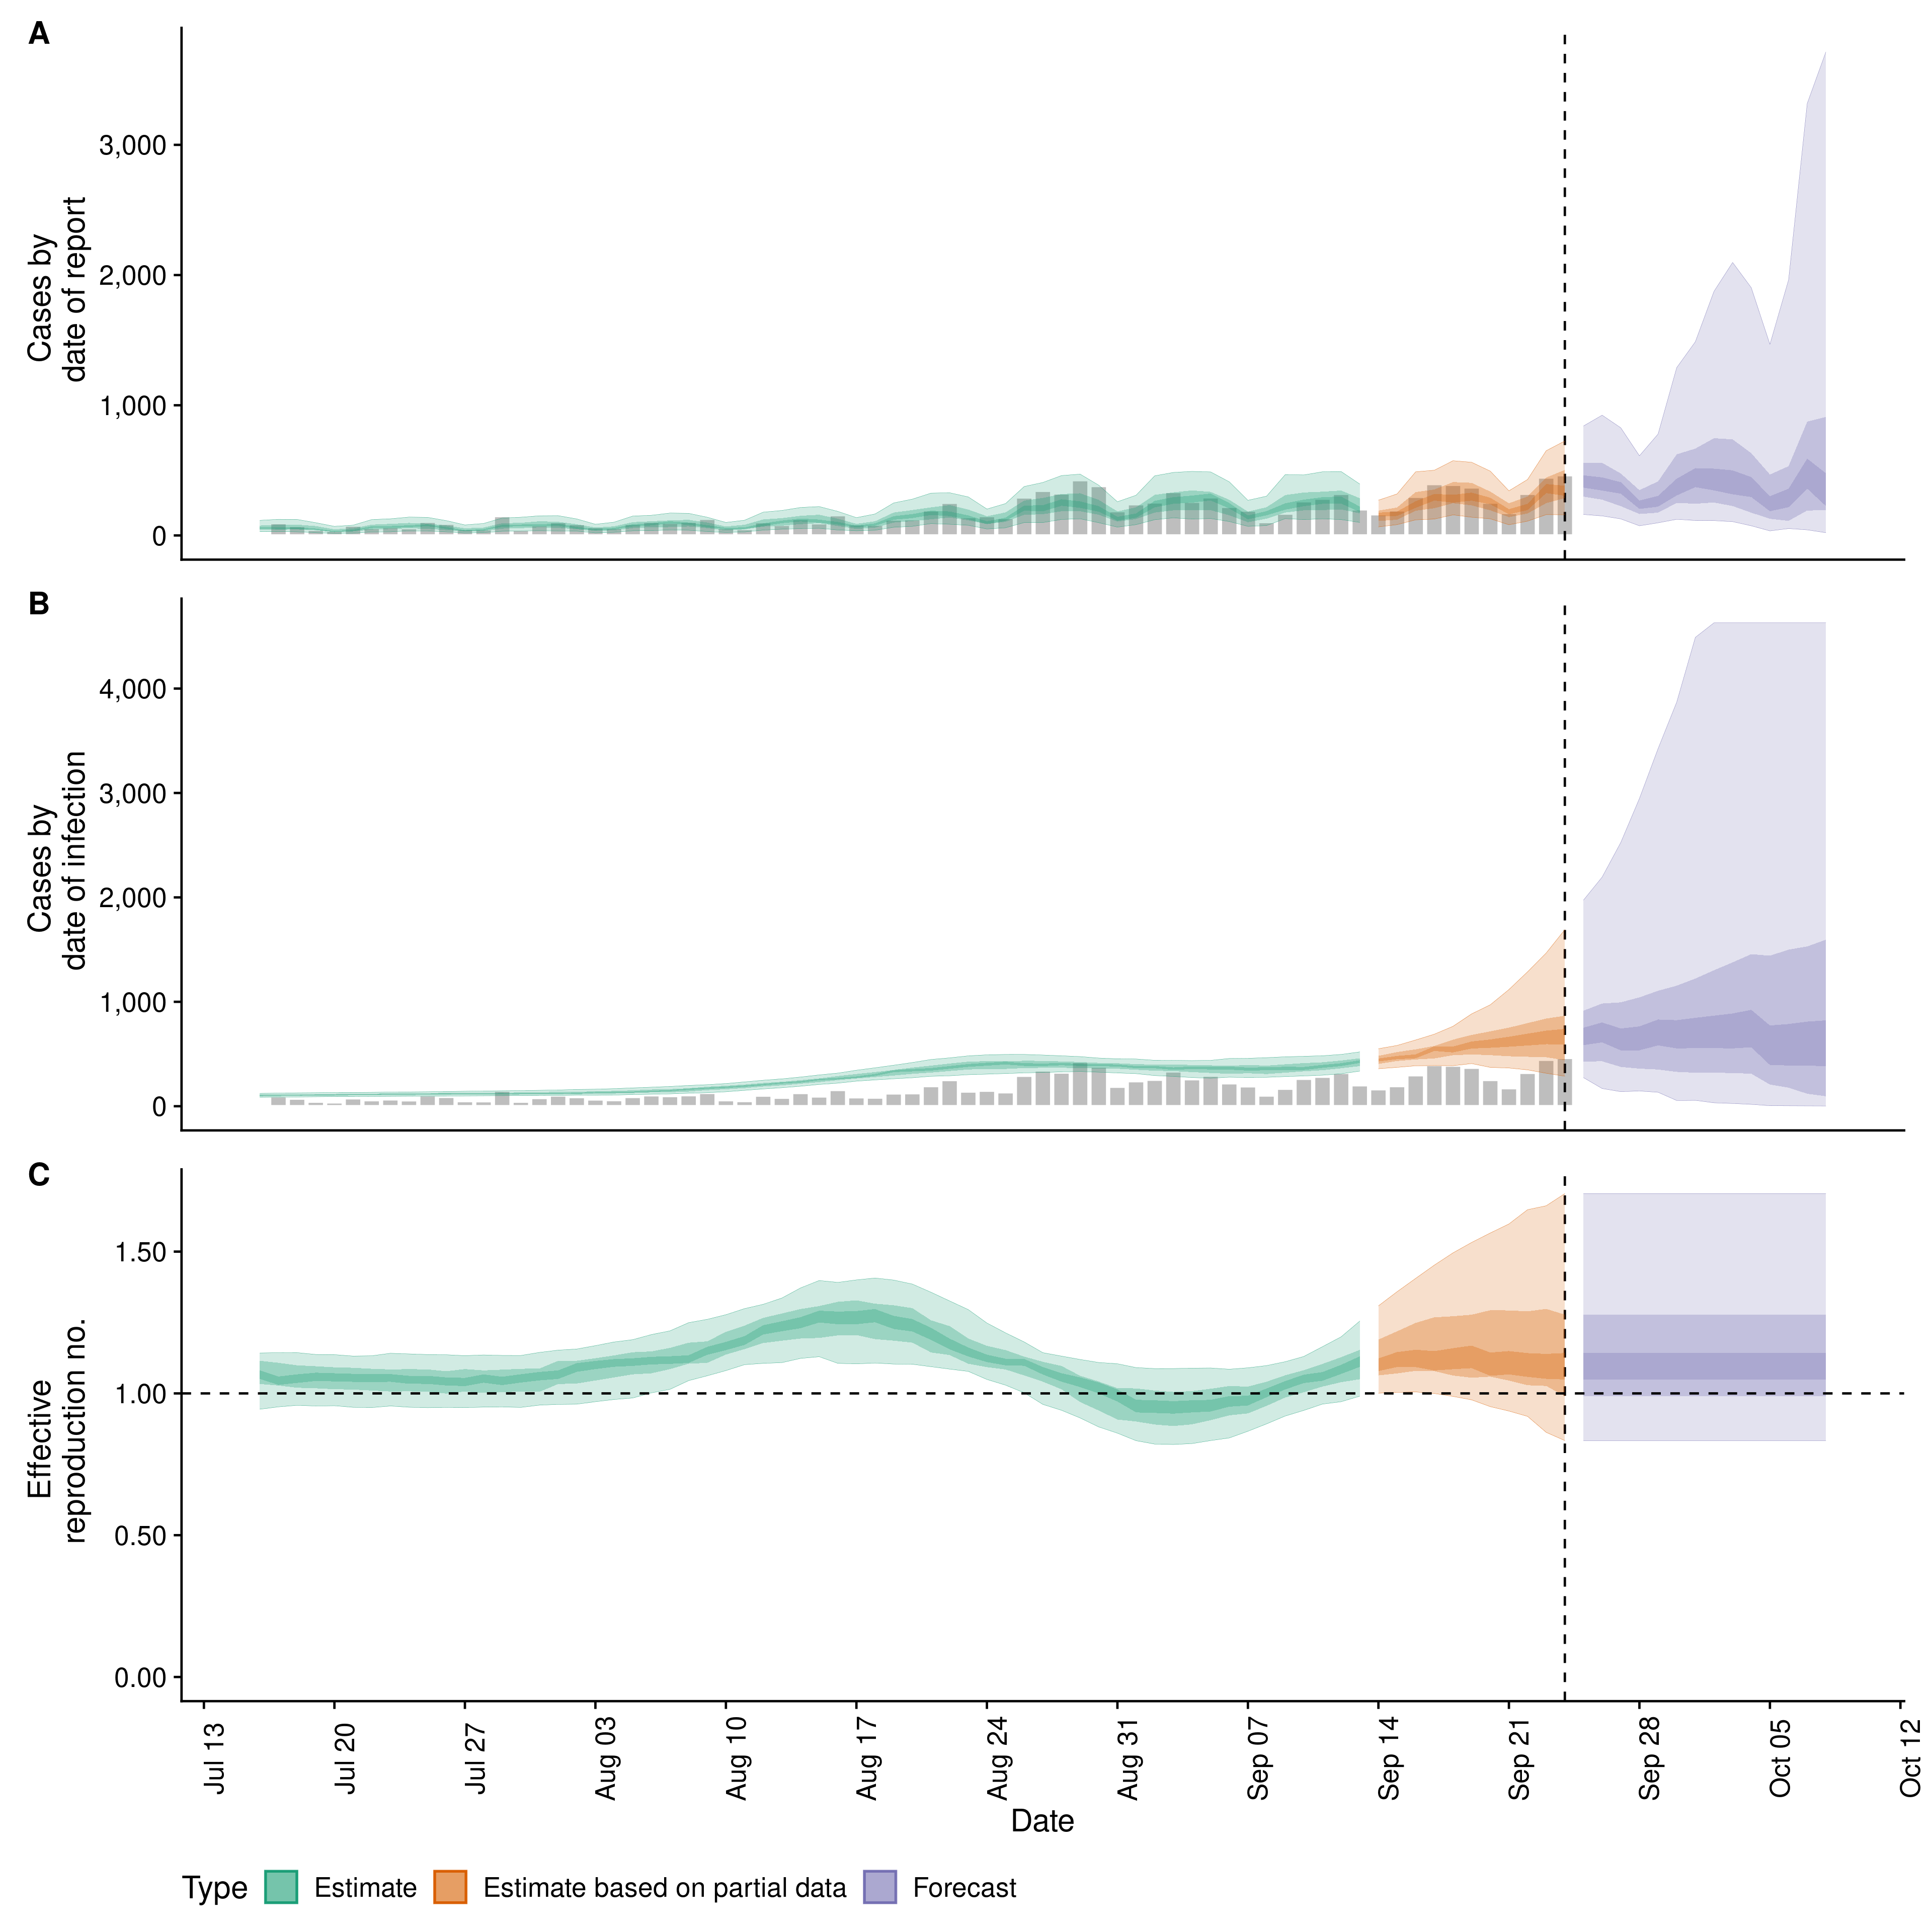 A
3,000
2,000
1,000
0
Cases by
date of report
B
4,000
3,000
2,000
1,000
0
Cases by
date of infection
C
1.50
1.00
0.50
0.00
Effective
reproduction no.
Jul 13
Jul 20
Jul 27
Aug 03
Aug 10
Aug 17
Aug 24
Aug 31
Sep 07
Sep 14
Sep 21
Sep 28
Oct 05
Oct 12
Date
Type Estimate Estimate based on partial data Forecast